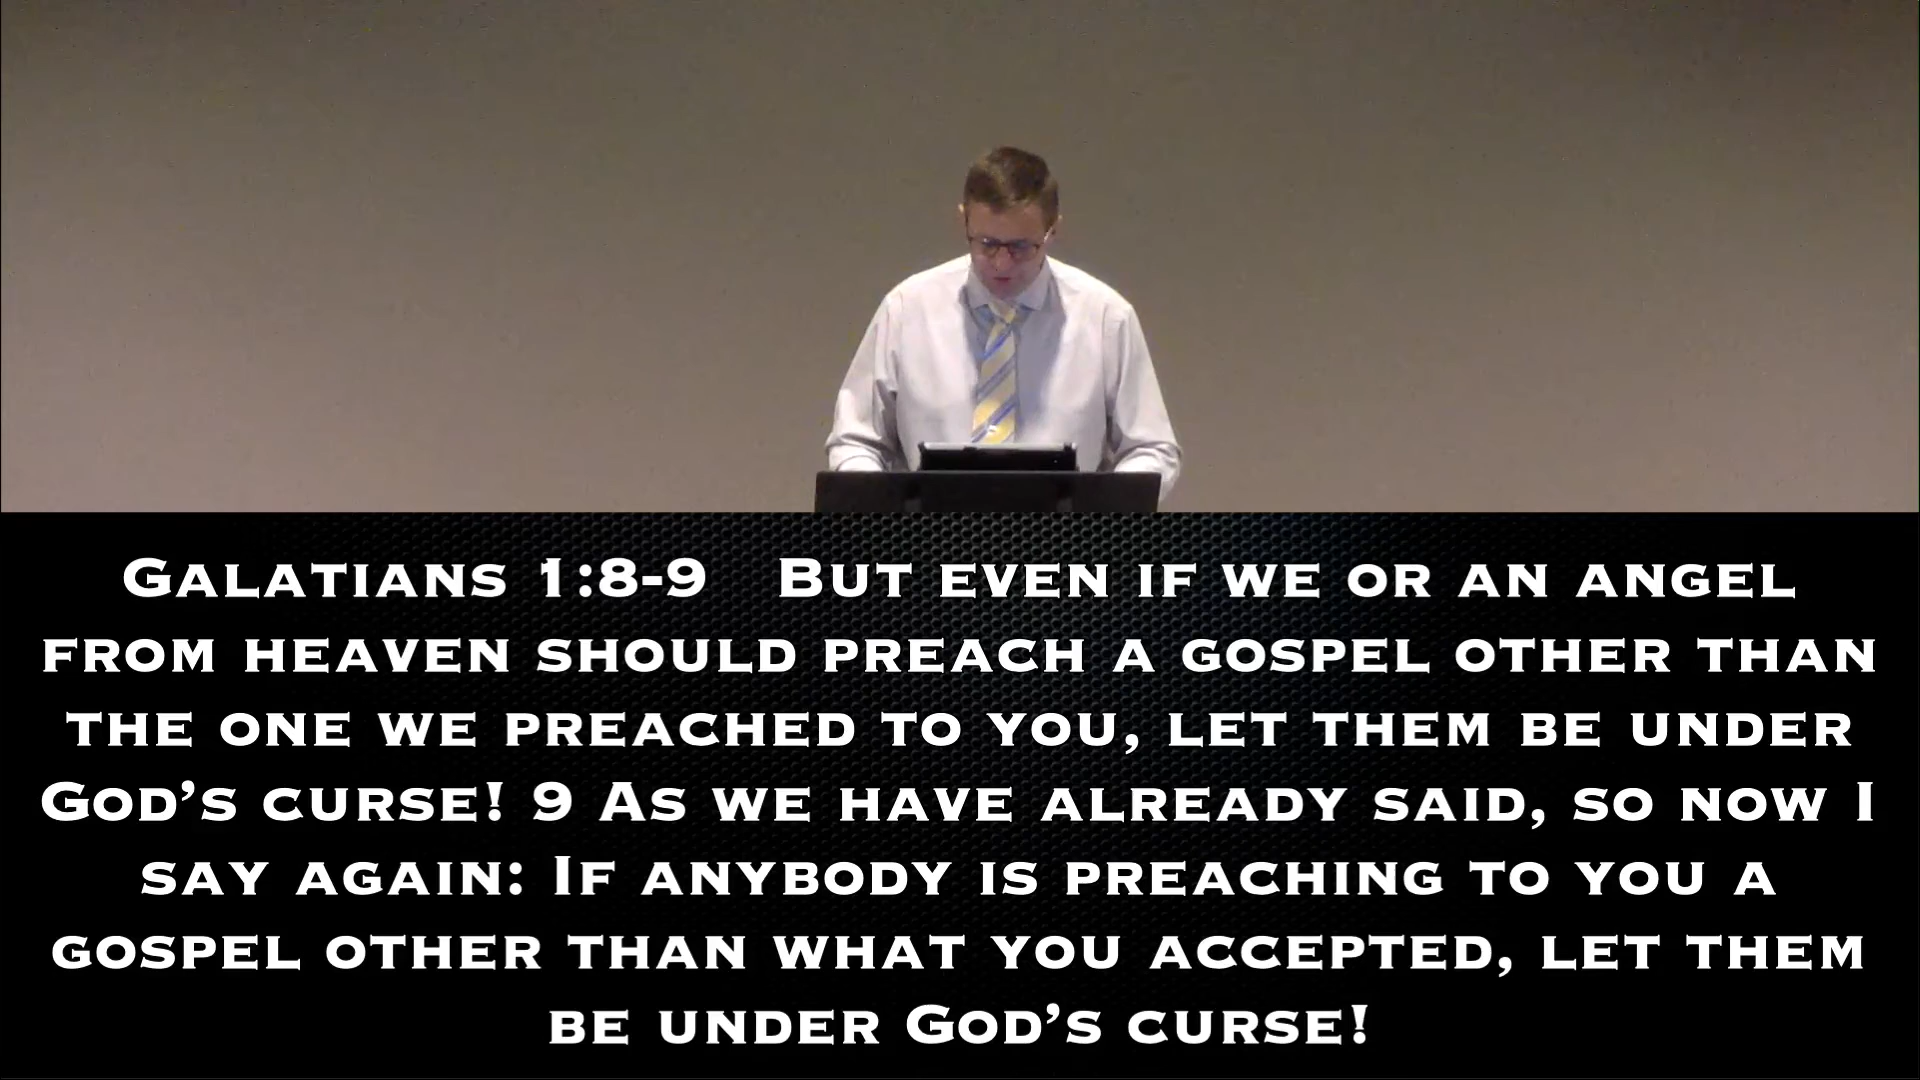 Galatians 1:8-9 But even if we or an angel
from heaven should preach a gospel other than
the one we preached to you, let them be under
God’s curse! 9 As we have already said, so now I
say again: If anybody is preaching to you a
gospel other than what you accepted, let them
be under God’s curse!